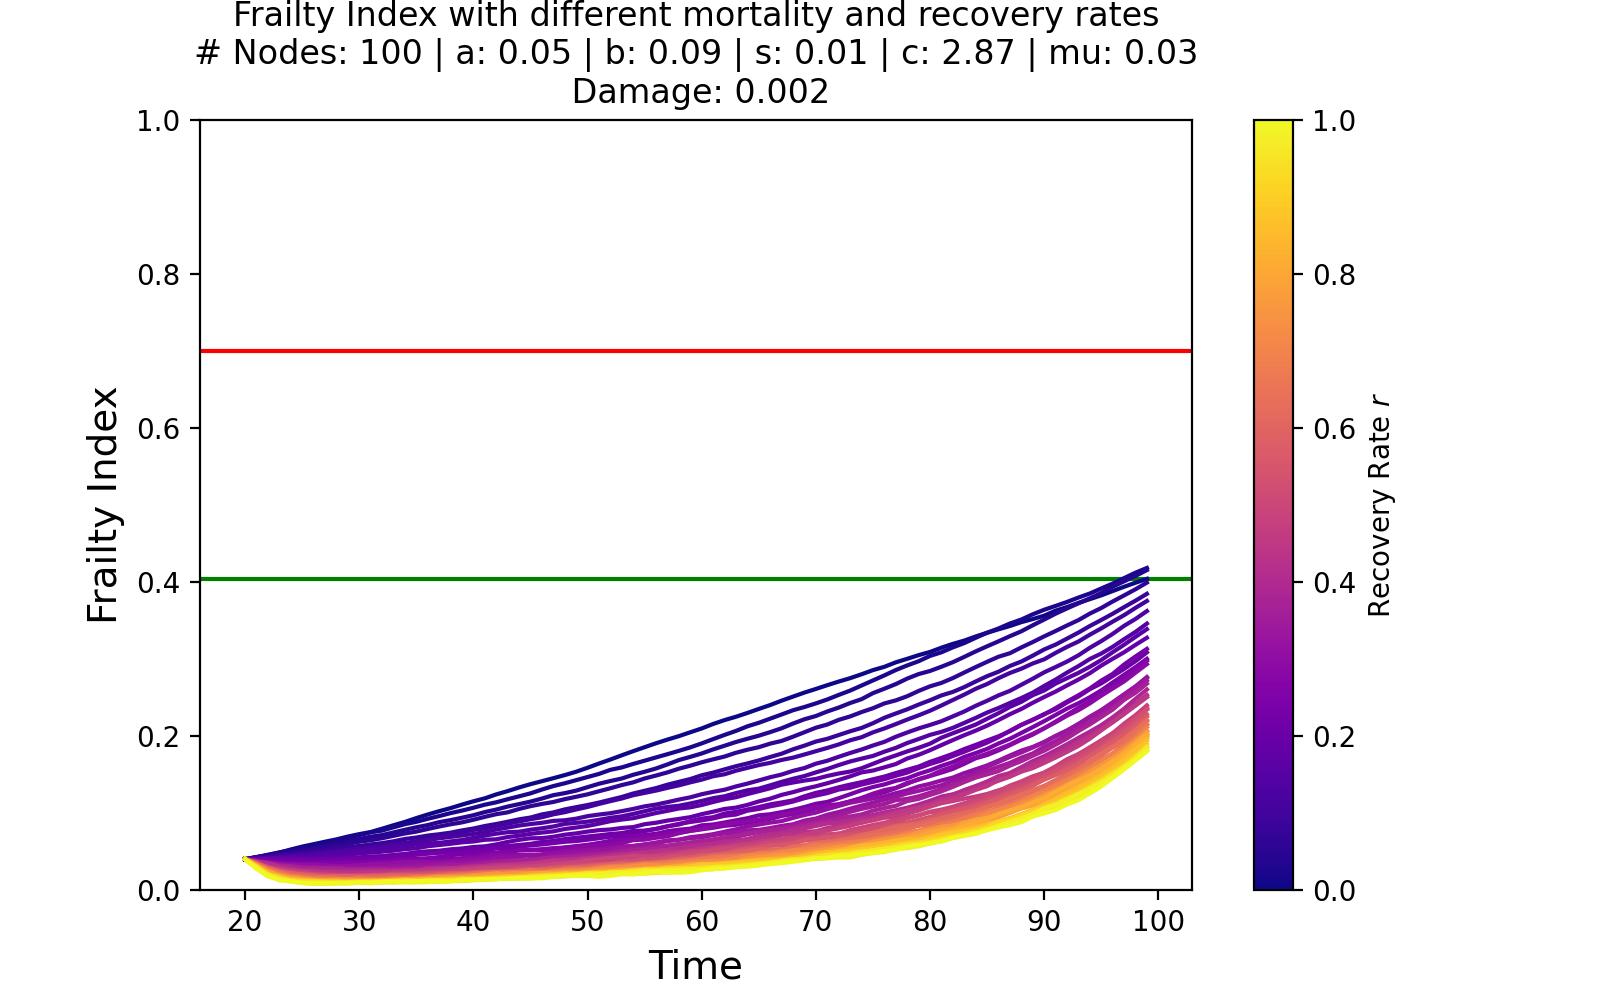 Frailty Index with different mortality and recovery rates
# Nodes: 100 | a: 0.05 | b: 0.09 | s: 0.01 | c: 2.87 | mu: 0.03
Damage: 0.002
1.0
0.8
0.6
0.4
0.2
0.0
Frailty Index
20 30 40 50 60 70 80 90 100
Time
1.0
0.8
0.6
0.4
0.2
0.0
Recovery Rate r